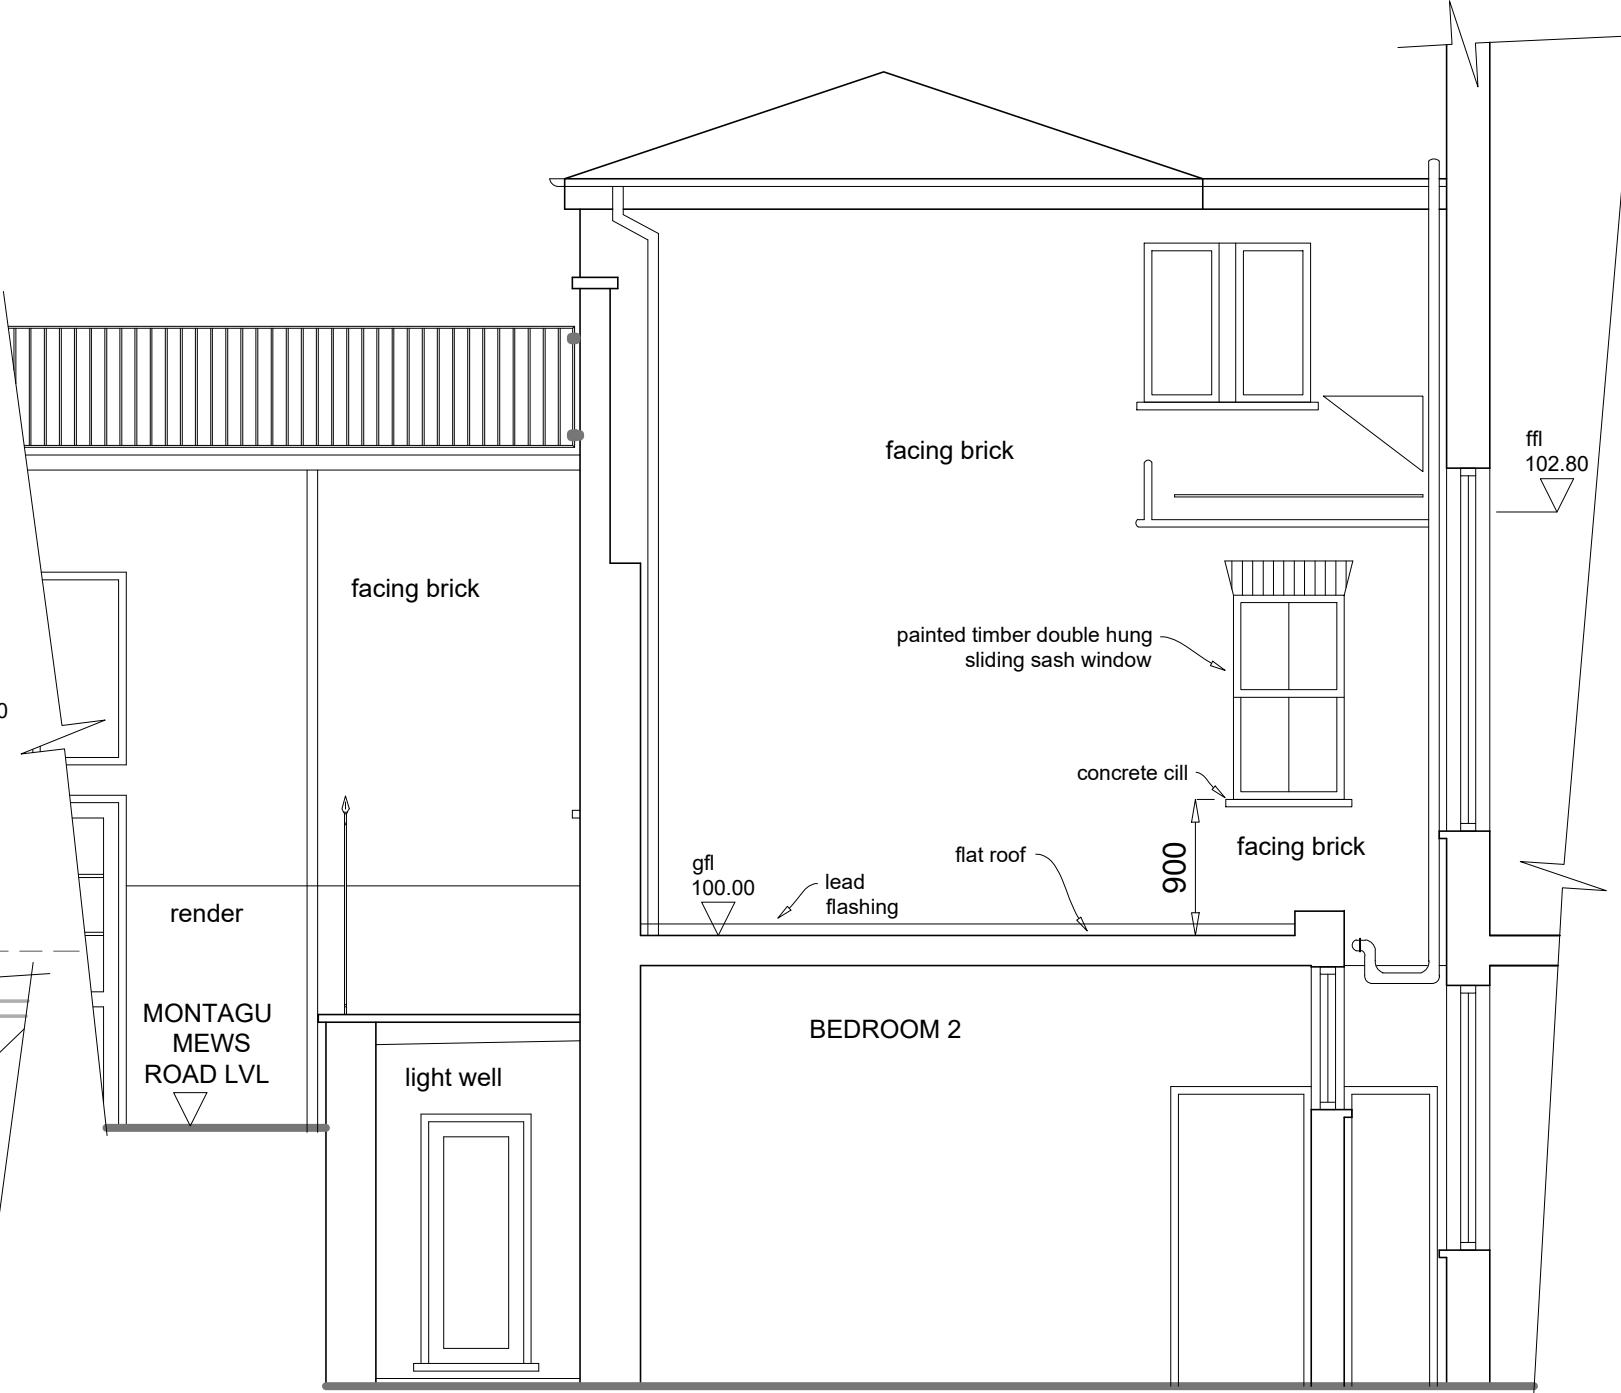 facing brick
ffl
102.80
facing brick
painted timber double hung
sliding sash window
0
concrete cill
900
facing brick
flat roof
gfl
100.00
lead
flashing
render
MONTAGU
MEWS
ROAD LVL
BEDROOM 2
light well